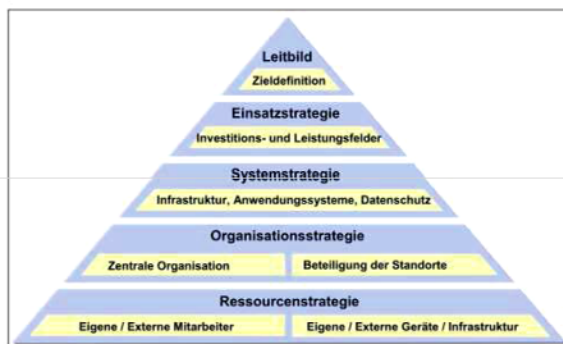 Leitbild
Zieldefinition
Einsatzstrategie
Investitions- und Leistungsfelder
Systemstrategie
Infrastruktur, Anwendungssysteme, Datenschutz
Organisationsstrategie
Zentrale Organisation
Beteiligung der Standorte
Ressourcenstrategie
Eigene / Externe Mitarbeiter
Eigene / Externe Geräte / Infrastruktur